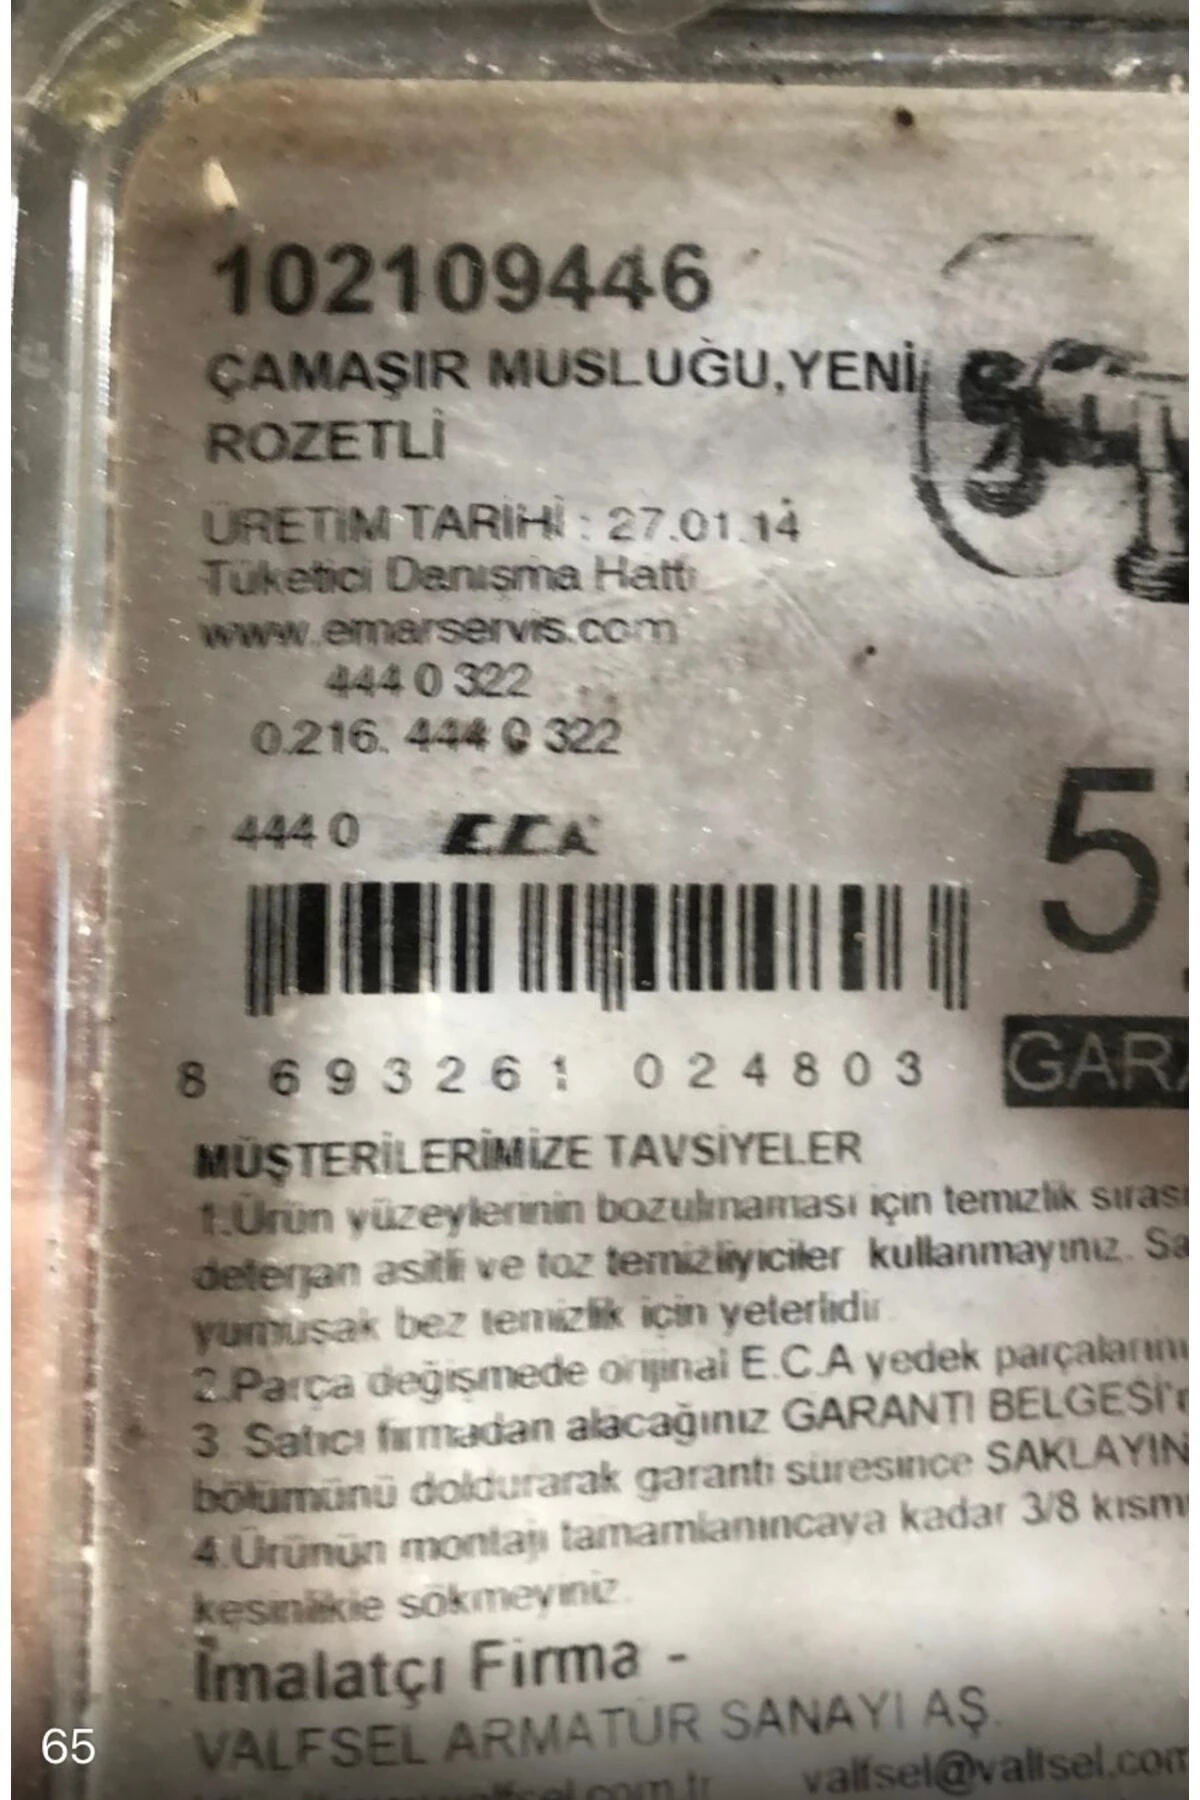 102109446
ÇAMAŞIR MUSLUĞU,YENİ
ROZETLİ
ÜRETİM TARİHİ : 27.01.14
Tüketici Danışma Hattı
www.emarservis.com
444 0 322
0.216. 444 0 322
444 0 E.C.A
5
GARA
8 693261 024803
MÜŞTERİLERİMİZE TAVSİYELER
1.Ürün yüzeylerinin bozulmaması için temizlik sırası
deterjan asitli ve toz temizliyiciler kullanmayınız. Sa
yumuşak bez temizlik için yeterlidir.
2.Parça değişmede orijinal E.C.A yedek parçalarını
3. Satıcı firmadan alacağınız GARANTİ BELGESİ'n
bölümünü doldurarak garanti süresince SAKLAYIN
4.Ürünün montajı tamamlanıncaya kadar 3/8 kısmı
kesinlikle sökmeyiniz.
İmalatçı Firma -
VALFSEL ARMATÜR SANAYİ AŞ.
valfsel@valfsel.com
65